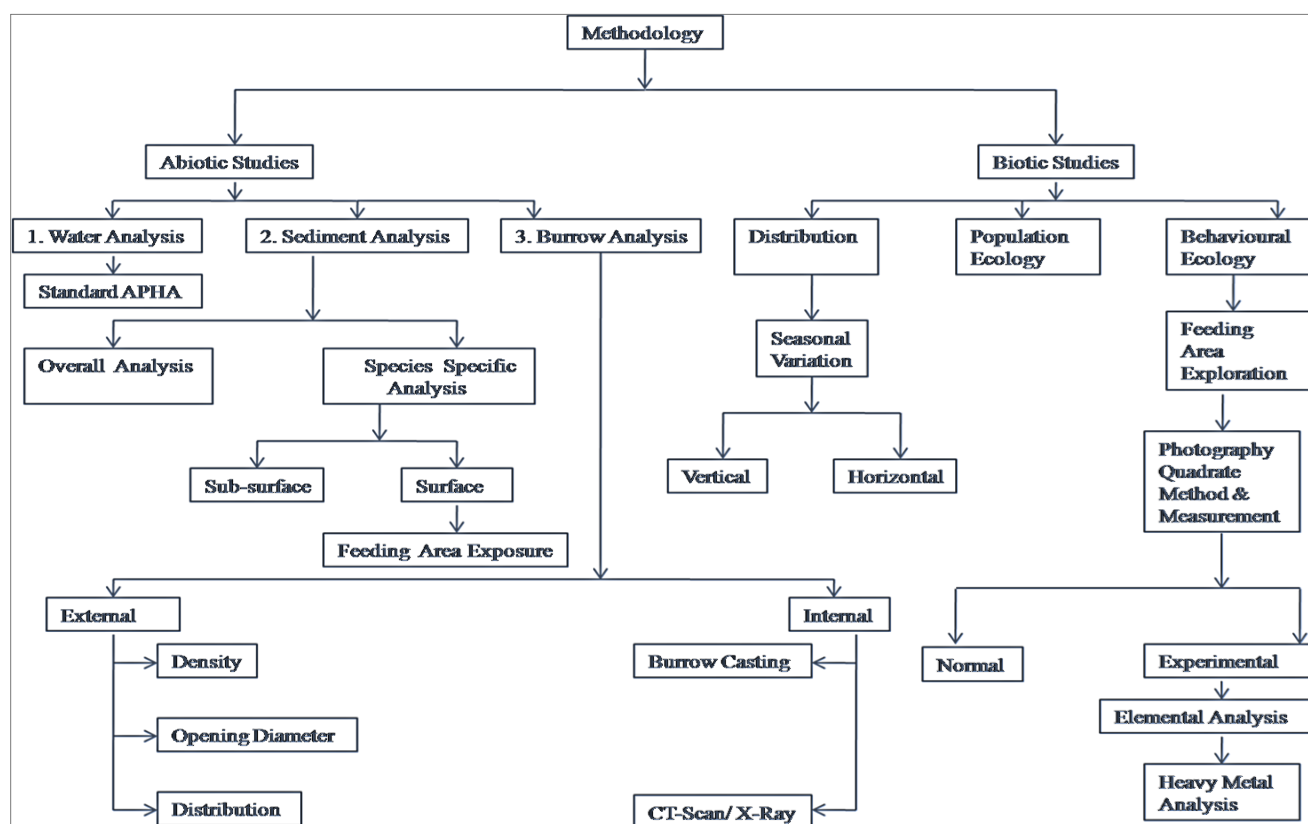 Methodology
Abiotic Studies
Biotic Studies
1. Water Analysis
2. Sediment Analysis
3. Burrow Analysis
Distribution
Population
Ecology
Behavioural
Ecology
Standard APHA
Overall Analysis
Species Specific
Analysis
Seasonal
Variation
Feeding
Area
Exploration
Sub-surface
Surface
Vertical
Horizontal
Photography
Quadrate
Method &
Measurement
Feeding Area Exposure
External
Internal
Density
Burrow Casting
Normal
Experimental
Opening Diameter
Elemental Analysis
Distribution
CT-Scan/ X-Ray
Heavy Metal
Analysis